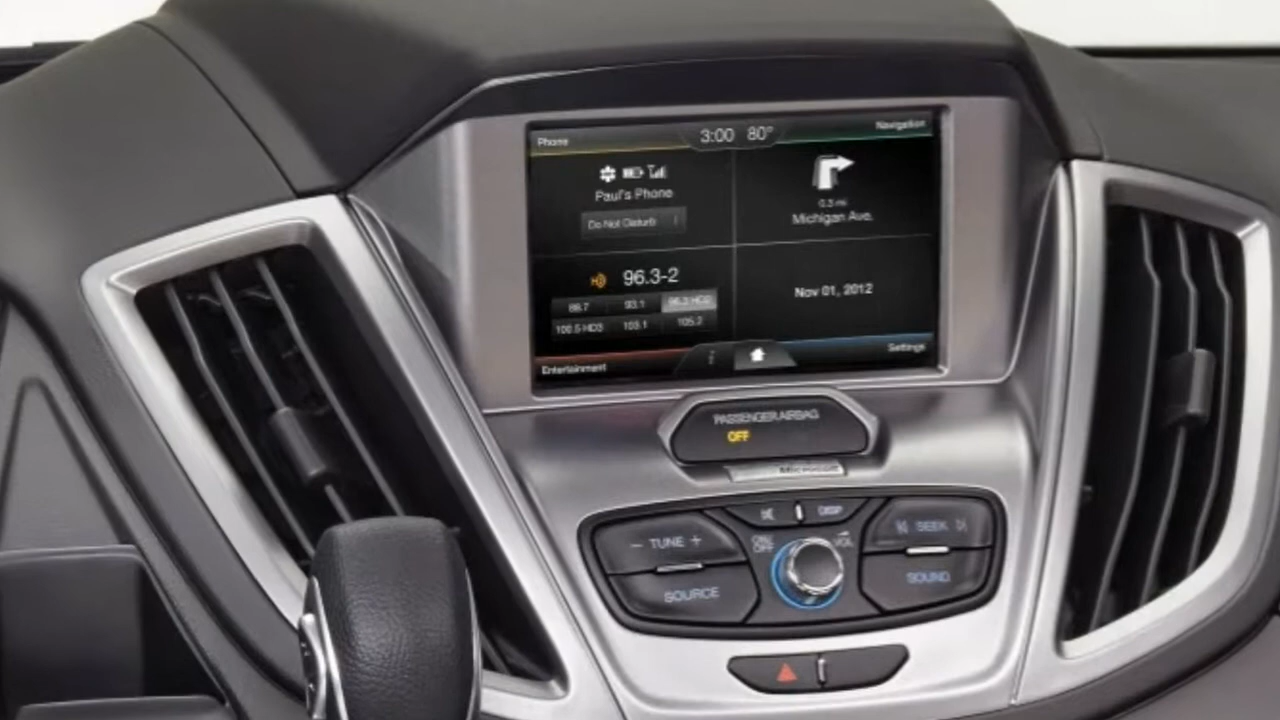 Phone
3:00 80°
Navigation
Paul's Phone
Do Not Disturb
0.3 mi
Michigan Ave.
96.3-2
88.7 93.1 96.3 HD2
100.5 HD3 103.1 105.2
Nov 01, 2012
Entertainment
Settings
PASSENGER AIRBAG
OFF
Microsoft
DISP
- TUNE +
ON/OFF
VOL
SEEK
SOURCE
SOUND